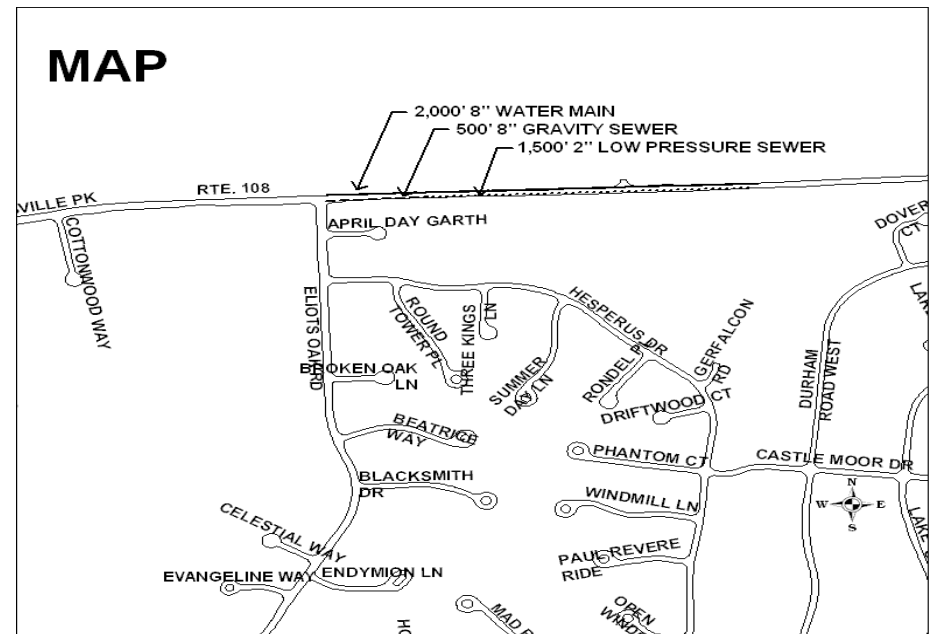 MAP
2,000' 8" WATER MAIN
500' 8" GRAVITY SEWER
1,500' 2" LOW PRESSURE SEWER
VILLE PK
RTE. 108
COTTONWOOD WAY
APRIL DAY GARTH
DOVER
CT
ELIOTS OAK RD
ROUND
TOWER PL
THREE KINGS
LN
HESPERUS DR
GERFALCON
RD
RONDEL P
SUMMER
DAY LN
DURHAM
ROAD WEST
BROKEN OAK
LN
DRIFTWOOD CT
BEATRICE
WAY
PHANTOM CT
CASTLE MOOR DR
BLACKSMITH
DR
WINDMILL LN
N
W E
S
LAKE
CELESTIAL WAY
PAUL REVERE
RIDE
EVANGELINE WAY
ENDYMION LN
OPEN
MAD